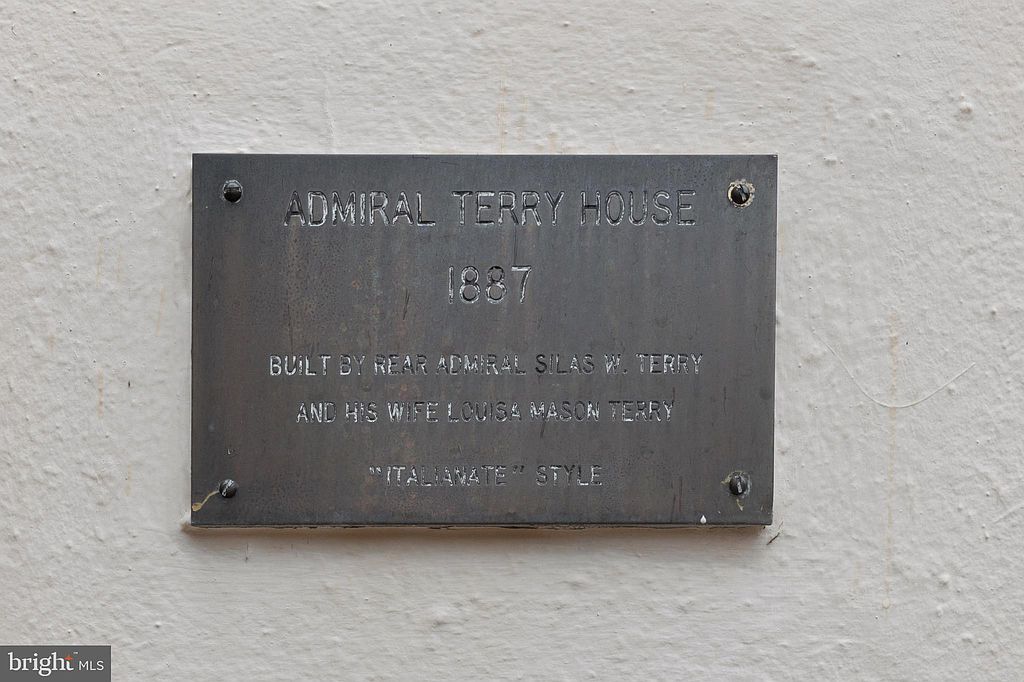 ADMIRAL TERRY HOUSE
1887
BUILT BY REAR ADMIRAL SILAS W. TERRY
AND HIS WIFE LOUISA MASON TERRY
"ITALIANATE" STYLE
bright MLS